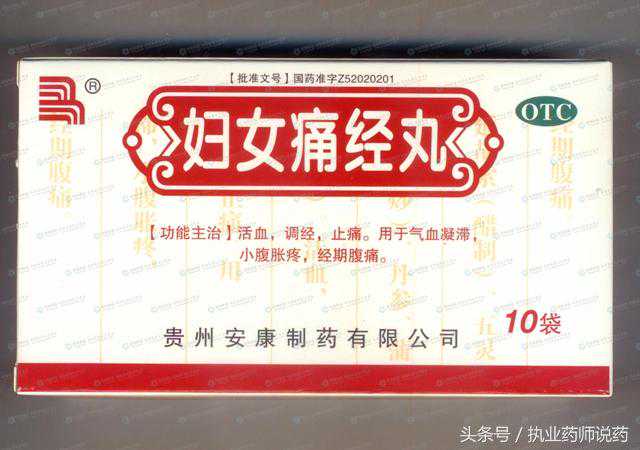 【批准文号】国药准字Z52020201
®
OTC
妇女痛经丸
【功能主治】活血，调经，止痛。用于气血凝滞，
小腹胀疼，经期腹痛。
10袋
贵州安康制药有限公司
头条号／执业药师说药